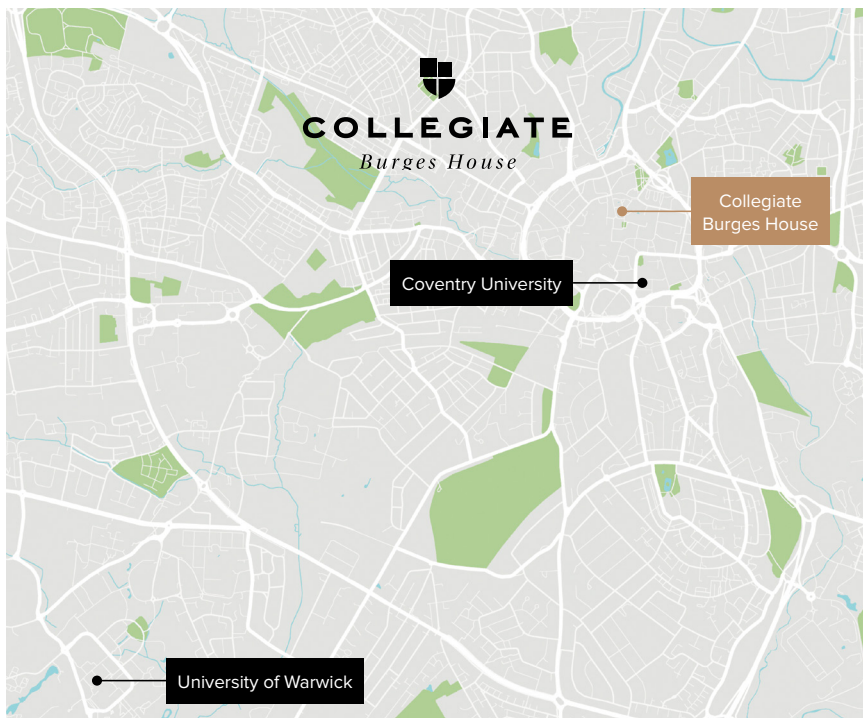 COLLEGIATE
Burges House
Collegiate
Burges House
Coventry University
University of Warwick